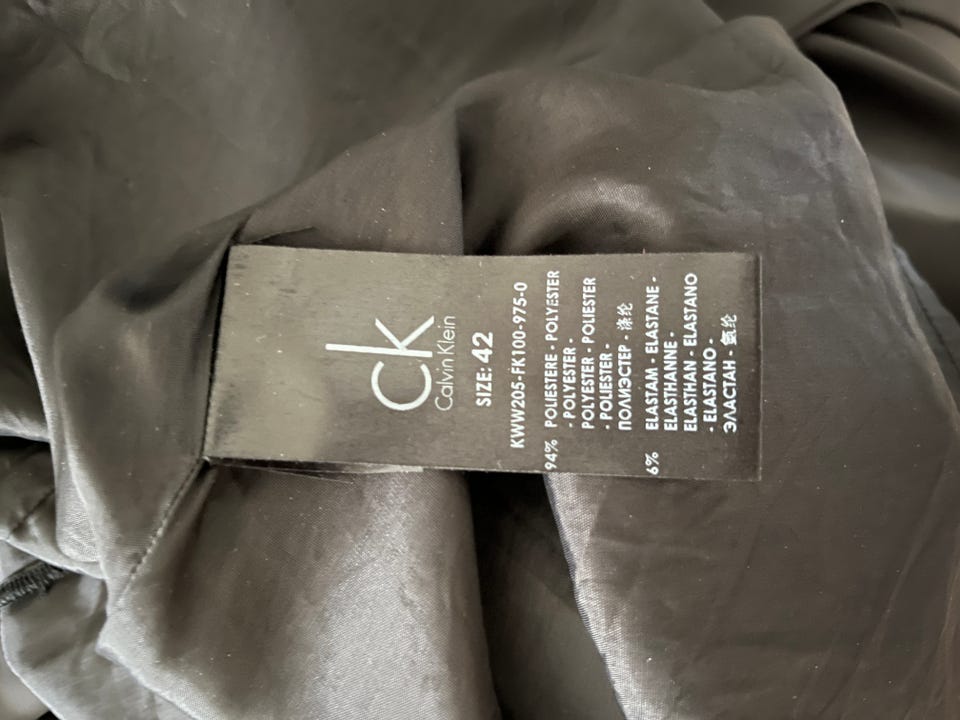 ck
Calvin Klein
SIZE: 42
KWW205-FK100-975-0
94% POLIESTERE - POLYESTER
- POLYESTER -
POLYESTER - POLIESTER
- POLIESTER -
ПОЛИЭСТЕР - 涤纶
6% ELASTAM - ELASTANE -
ELASTHANNE -
ELASTHAN - ELASTANO
- ELASTANO -
ЭЛАСТАН - 氨纶